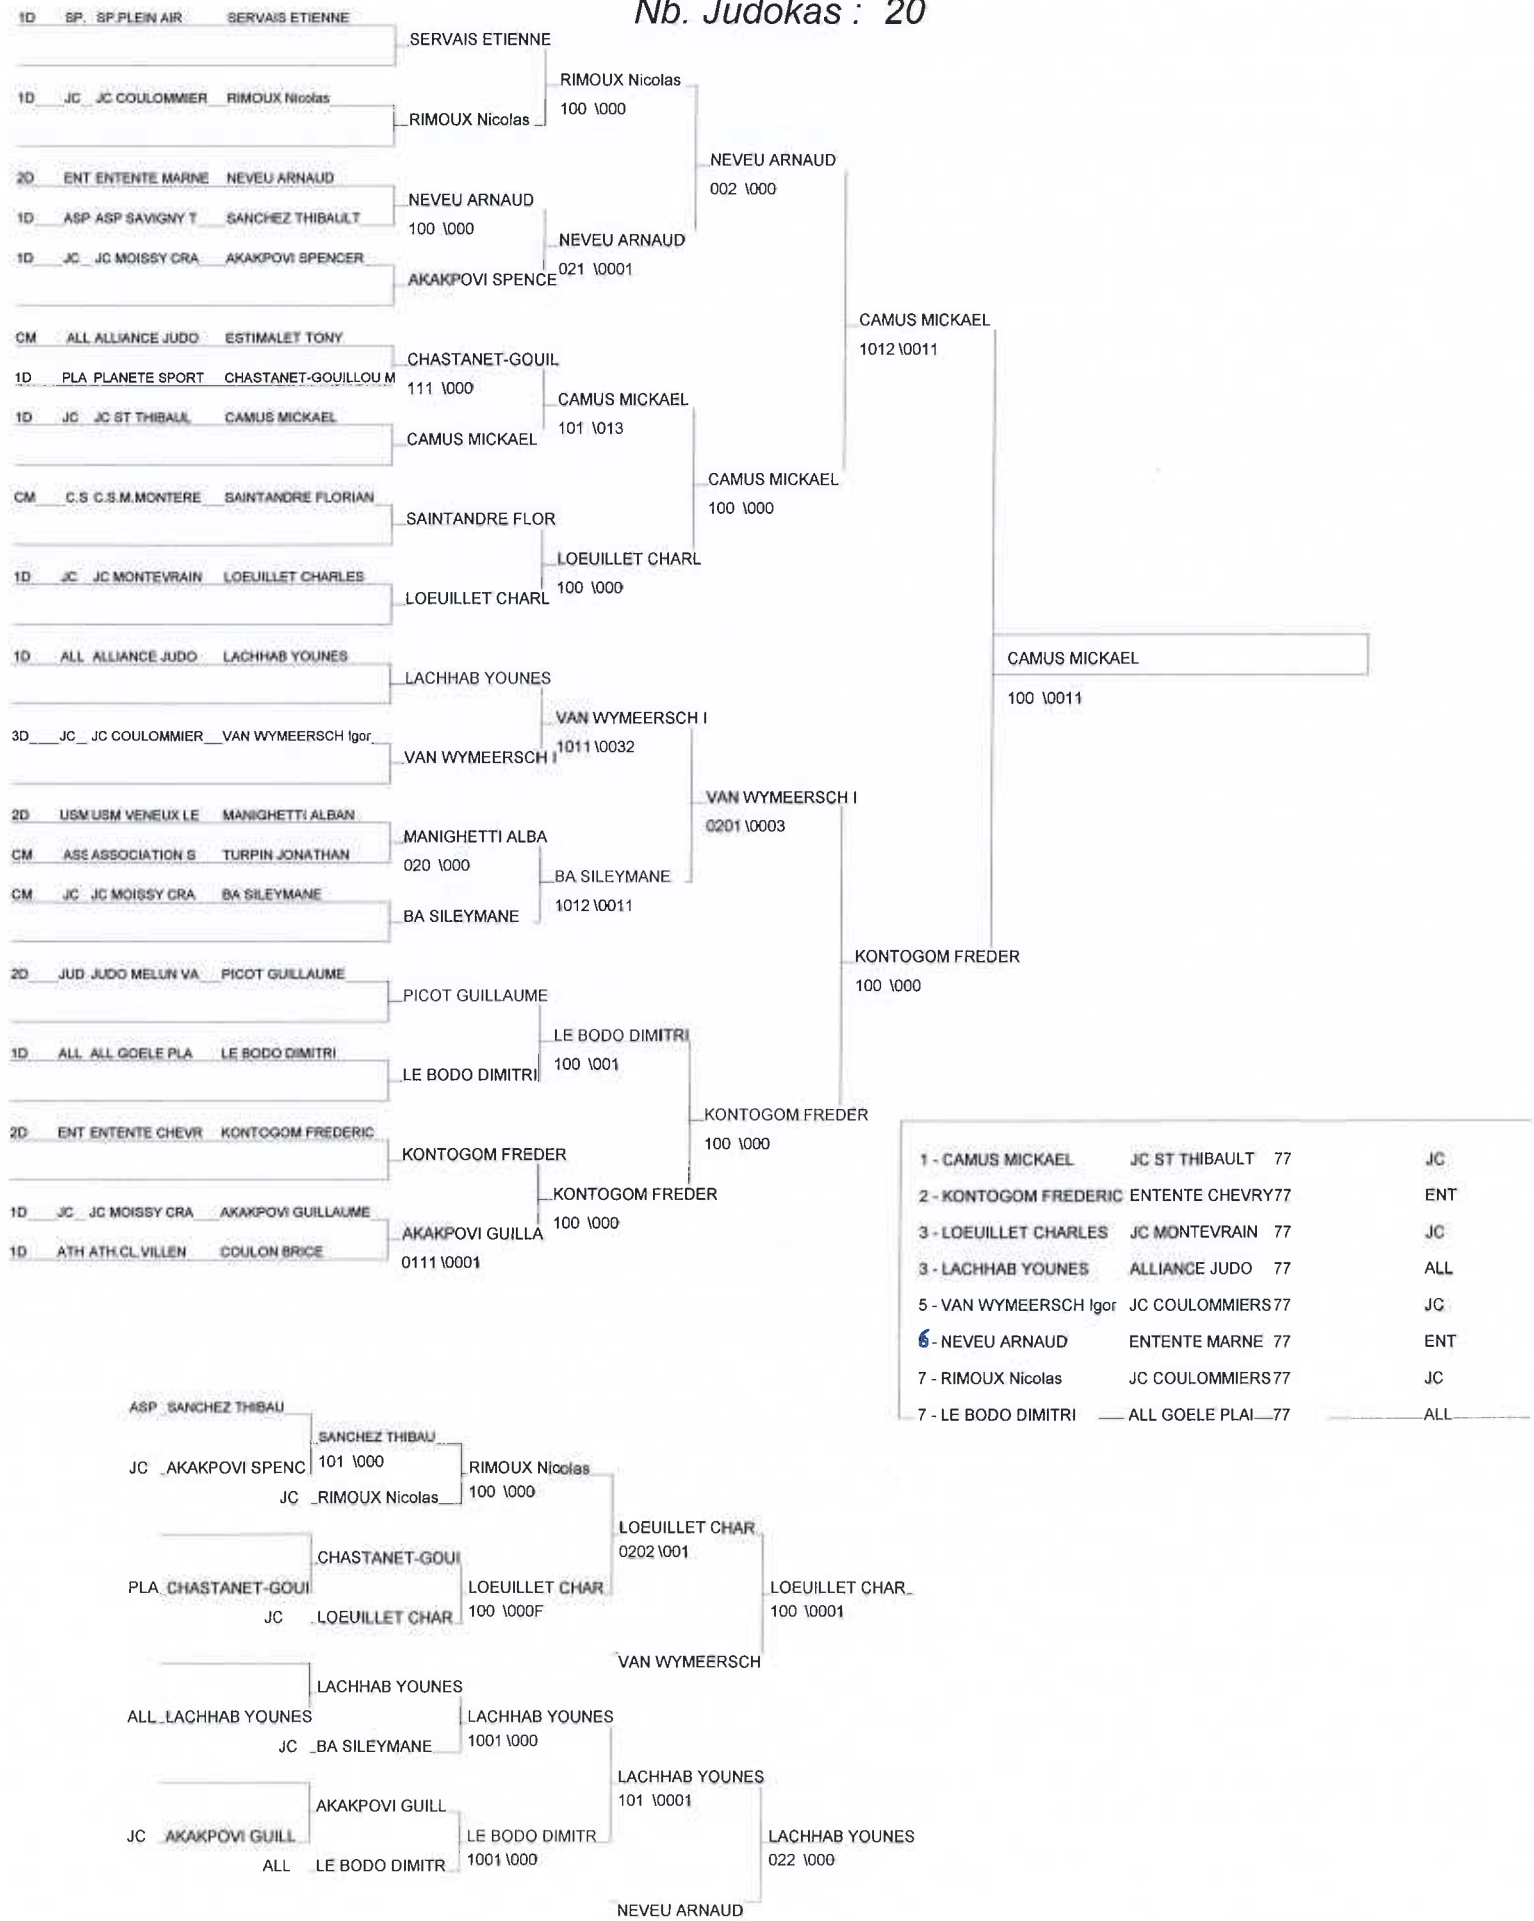 Nb. Judokas : 20
1D SP. SP.PLEIN AIR SERVAIS ETIENNE
SERVAIS ETIENNE
RIMOUX Nicolas
100 \000
1D JC JC COULOMMIER RIMOUX Nicolas
RIMOUX Nicolas
NEVEU ARNAUD
002 \000
2D ENT ENTENTE MARNE NEVEU ARNAUD
NEVEU ARNAUD
100 \000
1D ASP ASP SAVIGNY T SANCHEZ THIBAULT
NEVEU ARNAUD
021 \0001
1D JC JC MOISSY CRA AKAKPOVI SPENCER
AKAKPOVI SPENCE
CAMUS MICKAEL
1012 \0011
CM ALL ALLIANCE JUDO ESTIMALET TONY
CHASTANET-GOUIL
111 \000
1D PLA PLANETE SPORT CHASTANET-GOUILLOU M
CAMUS MICKAEL
101 \013
1D JC JC ST THIBAUL CAMUS MICKAEL
CAMUS MICKAEL
CAMUS MICKAEL
100 \000
CM C.S C.S.M.MONTERE SAINTANDRE FLORIAN
SAINTANDRE FLOR
LOEUILLET CHARL
100 \000
1D JC JC MONTEVRAIN LOEUILLET CHARLES
LOEUILLET CHARL
CAMUS MICKAEL
100 \0011
1D ALL ALLIANCE JUDO LACHHAB YOUNES
LACHHAB YOUNES
VAN WYMEERSCH I
1011 \0032
3D JC JC COULOMMIER VAN WYMEERSCH Igor
VAN WYMEERSCH I
VAN WYMEERSCH I
0201 \0003
2D USM USM VENEUX LE MANIGHETTI ALBAN
MANIGHETTI ALBA
020 \000
CM ASS ASSOCIATION S TURPIN JONATHAN
BA SILEYMANE
1012 \0011
CM JC JC MOISSY CRA BA SILEYMANE
BA SILEYMANE
KONTOGOM FREDER
100 \000
2D JUD JUDO MELUN VA PICOT GUILLAUME
PICOT GUILLAUME
LE BODO DIMITRI
100 \001
1D ALL ALL GOELE PLA LE BODO DIMITRI
LE BODO DIMITRI
KONTOGOM FREDER
100 \000
2D ENT ENTENTE CHEVR KONTOGOM FREDERIC
KONTOGOM FREDER
KONTOGOM FREDER
100 \000
1D JC JC MOISSY CRA AKAKPOVI GUILLAUME
AKAKPOVI GUILLA
0111 \0001
1D ATH ATH.CL.VILLEN COULON BRICE
1 - CAMUS MICKAEL JC ST THIBAULT 77 JC
2 - KONTOGOM FREDERIC ENTENTE CHEVRY77 ENT
3 - LOEUILLET CHARLES JC MONTEVRAIN 77 JC
3 - LACHHAB YOUNES ALLIANCE JUDO 77 ALL
5 - VAN WYMEERSCH Igor JC COULOMMIERS77 JC
6 - NEVEU ARNAUD ENTENTE MARNE 77 ENT
7 - RIMOUX Nicolas JC COULOMMIERS77 JC
7 - LE BODO DIMITRI ALL GOELE PLAI 77 ALL
ASP SANCHEZ THIBAU
SANCHEZ THIBAU
101 \000
JC AKAKPOVI SPENC
RIMOUX Nicolas
100 \000
JC RIMOUX Nicolas
LOEUILLET CHAR
0202 \001
CHASTANET-GOUI
PLA CHASTANET-GOUI
LOEUILLET CHAR
100 \000F
JC LOEUILLET CHAR
LOEUILLET CHAR
100 \0001
VAN WYMEERSCH
LACHHAB YOUNES
ALL LACHHAB YOUNES
LACHHAB YOUNES
1001 \000
JC BA SILEYMANE
LACHHAB YOUNES
101 \0001
AKAKPOVI GUILL
JC AKAKPOVI GUILL
LE BODO DIMITR
1001 \000
ALL LE BODO DIMITR
LACHHAB YOUNES
022 \000
NEVEU ARNAUD